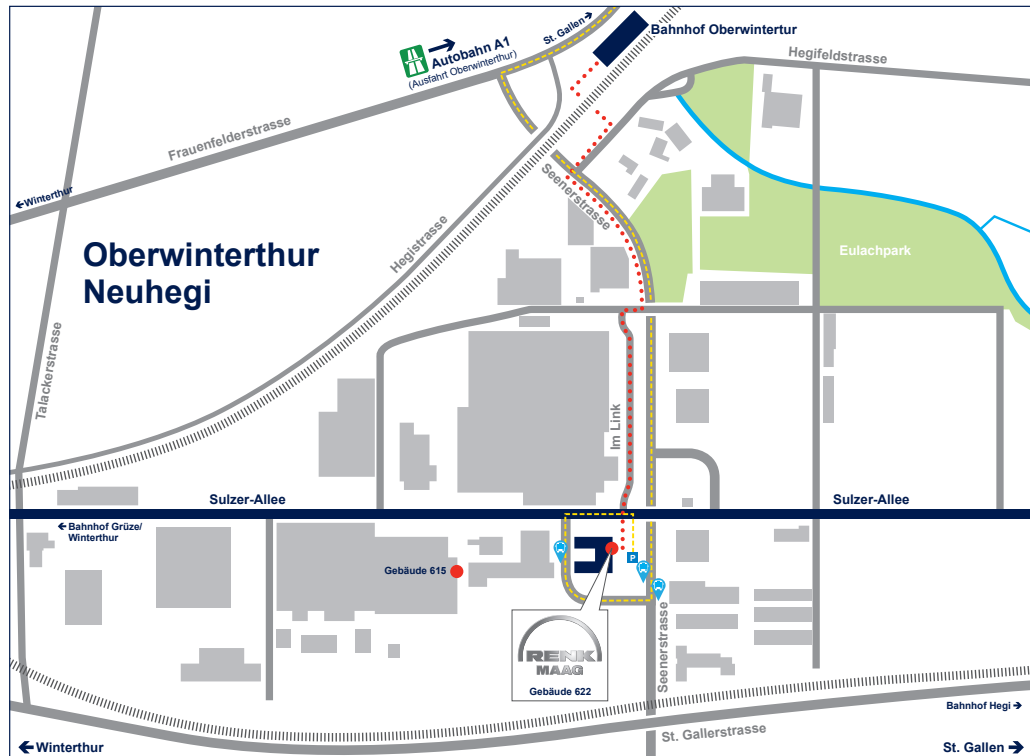 St. Gallen
Bahnhof Oberwintertur
Autobahn A1
(Ausfahrt Oberwinterthur)
Hegifeldstrasse
Frauenfelderstrasse
Winterthur
Seenerstrasse
Hegistrasse
Oberwinterthur
Neuhegi
Eulachpark
Talackerstrasse
Im Link
Sulzer-Allee
Sulzer-Allee
Bahnhof Grüze/
Winterthur
P
Gebäude 615
RENK
MAAG
Gebäude 622
Seenerstrasse
Bahnhof Hegi
St. Gallerstrasse
Winterthur
St. Gallen